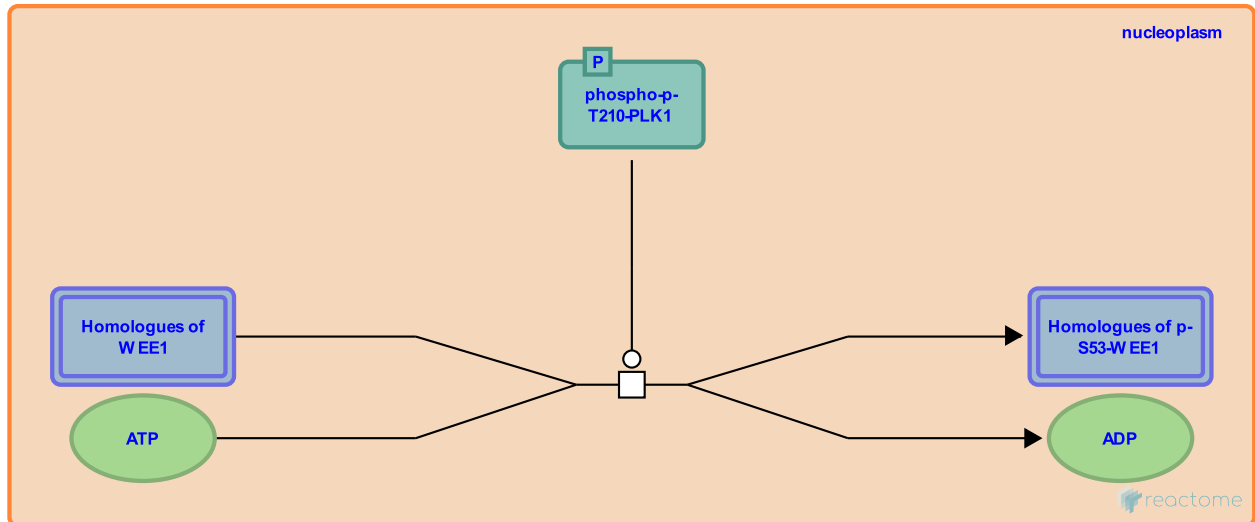 nucleoplasm
P
phospho-p-
T210-PLK1
Homologues of
WEE1
Homologues of p-
S53-WEE1
ATP
ADP
reactome